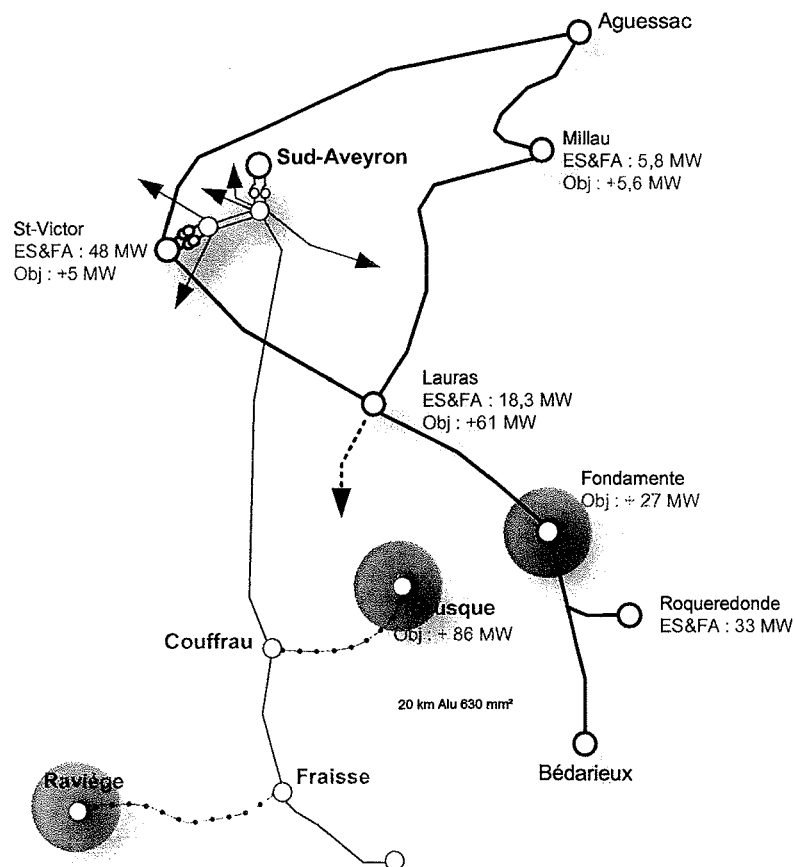 Aguessac
Millau
ES&FA : 5,8 MW
Obj : +5,6 MW
Sud-Aveyron
St-Victor
ES&FA : 48 MW
Obj : +5 MW
Lauras
ES&FA : 18,3 MW
Obj : +61 MW
Fondamente
Obj : + 27 MW
Obj : + 86 MW
Roqueredonde
ES&FA : 33 MW
Couffrau
20 km Alu 630 mm²
Bédarieux
Raviège
Fraisse